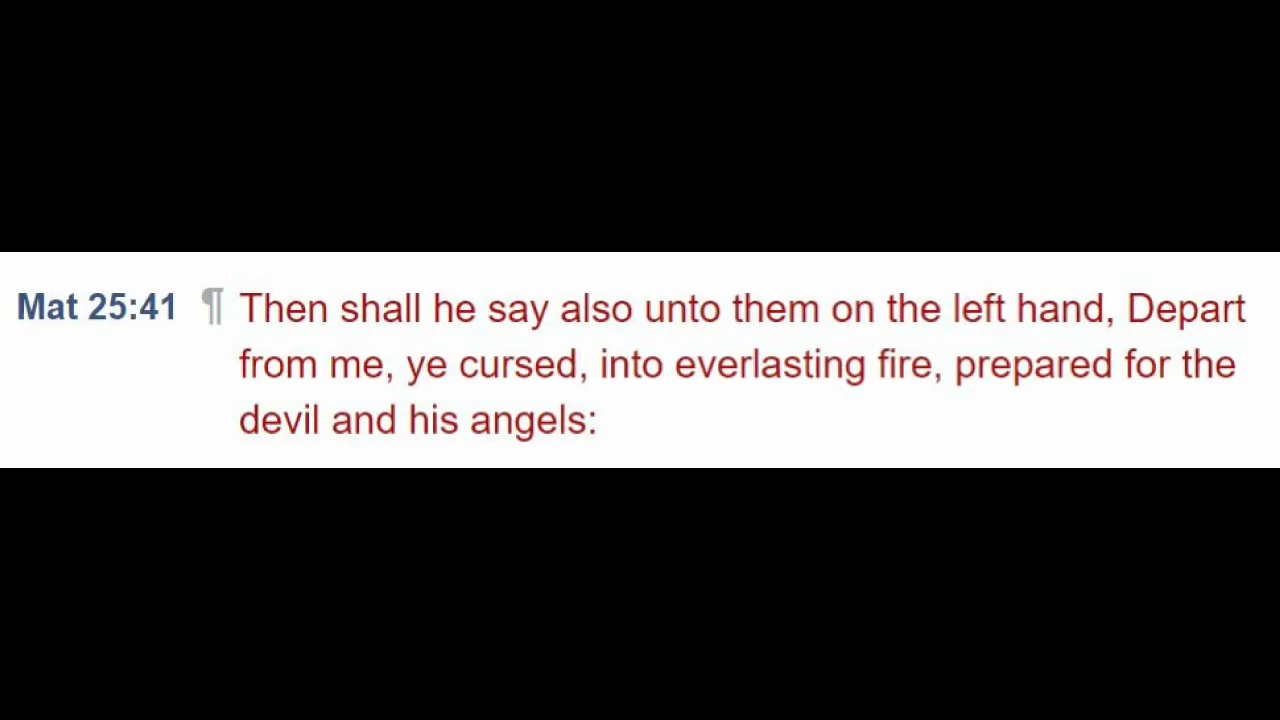 Mat 25:41 ¶ Then shall he say also unto them on the left hand, Depart
from me, ye cursed, into everlasting fire, prepared for the
devil and his angels: